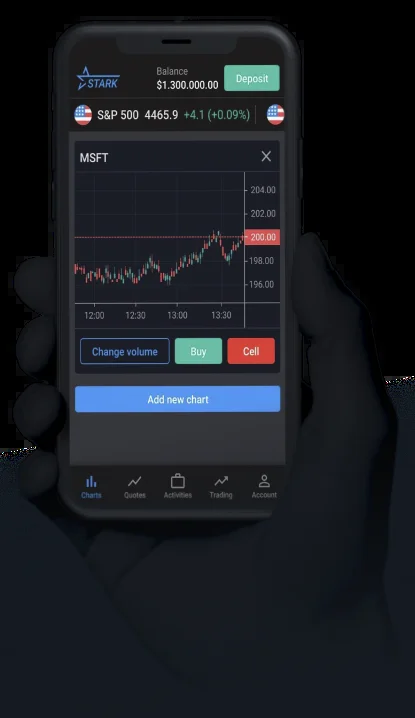 STARK
Balance
$1.300.000.00
Deposit
S&P 500 4465.9 +4.1 (+0.09%)
MSFT
204.00
202.00
200.00
198.00
196.00
12:00 12:30 13:00 13:30
Change volume Buy Cell
Add new chart
Charts Quotes Activities Trading Account